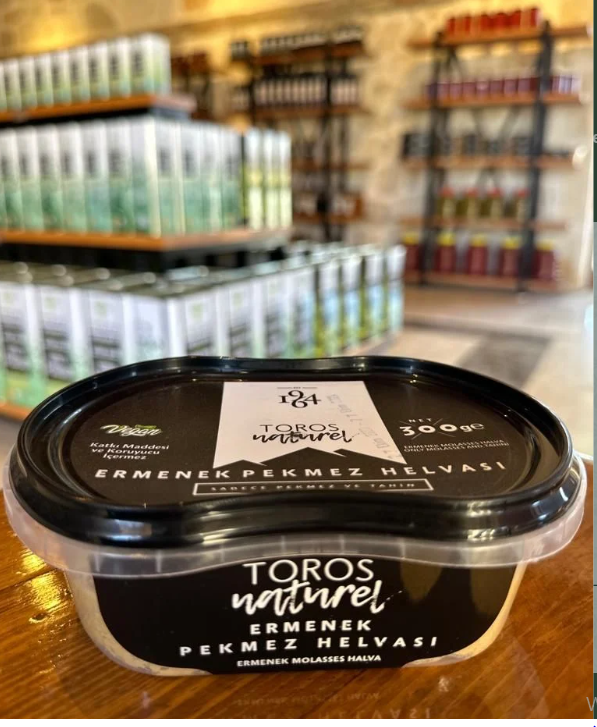 1964
TOROS
naturel
Vegan
Katkı Maddesi
ve Koruyucu
İçermez
NET
300ge
ERMENEK MOLASSES HALVA
ONLY MOLASSES AND TAHINI
ERMENEK PEKMEZ HELVASI
SADECE PEKMEZ VE TAHİN
TOROS
naturel
ERMENEK
PEKMEZ HELVASI
ERMENEK MOLASSES HALVA